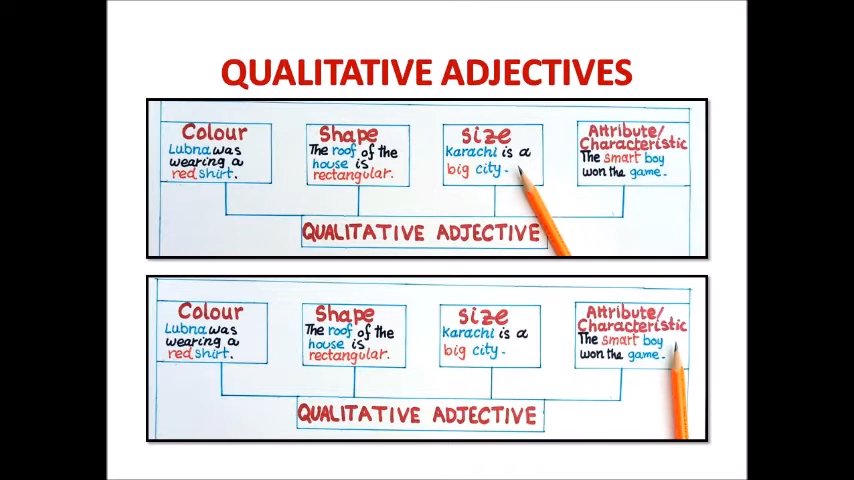 QUALITATIVE ADJECTIVES
Colour
Lubna was
wearing a
red shirt.
Shape
The roof of the
house is
rectangular.
size
Karachi is a
big city.
Attribute/
Characteristic
The smart boy
won the game.
QUALITATIVE ADJECTIVE
Colour
Lubna was
wearing a
red shirt.
Shape
The roof of the
house is
rectangular.
size
Karachi is a
big city.
Attribute/
Characteristic
The smart boy
won the game.
QUALITATIVE ADJECTIVE